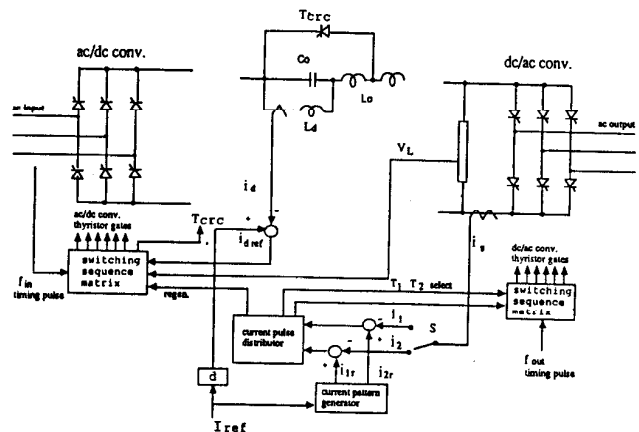 Tcrc
ac/dc conv.
Co
dc/ac conv.
Lo
Ld
ac input
ac output
VL
id
ac/dc conv.
thyristor gates
Tcrc
+
-
id ref
is
dc/ac conv.
thyristor gates
switching
sequence
matrix
fin
timing pulse
regen.
T1 T2 select
switching
sequence
matrix
current pulse
distributor
-
i1
S
+
-
i2
fout
timing pulse
+
i1r
i2r
d
current pattern
generator
Iref